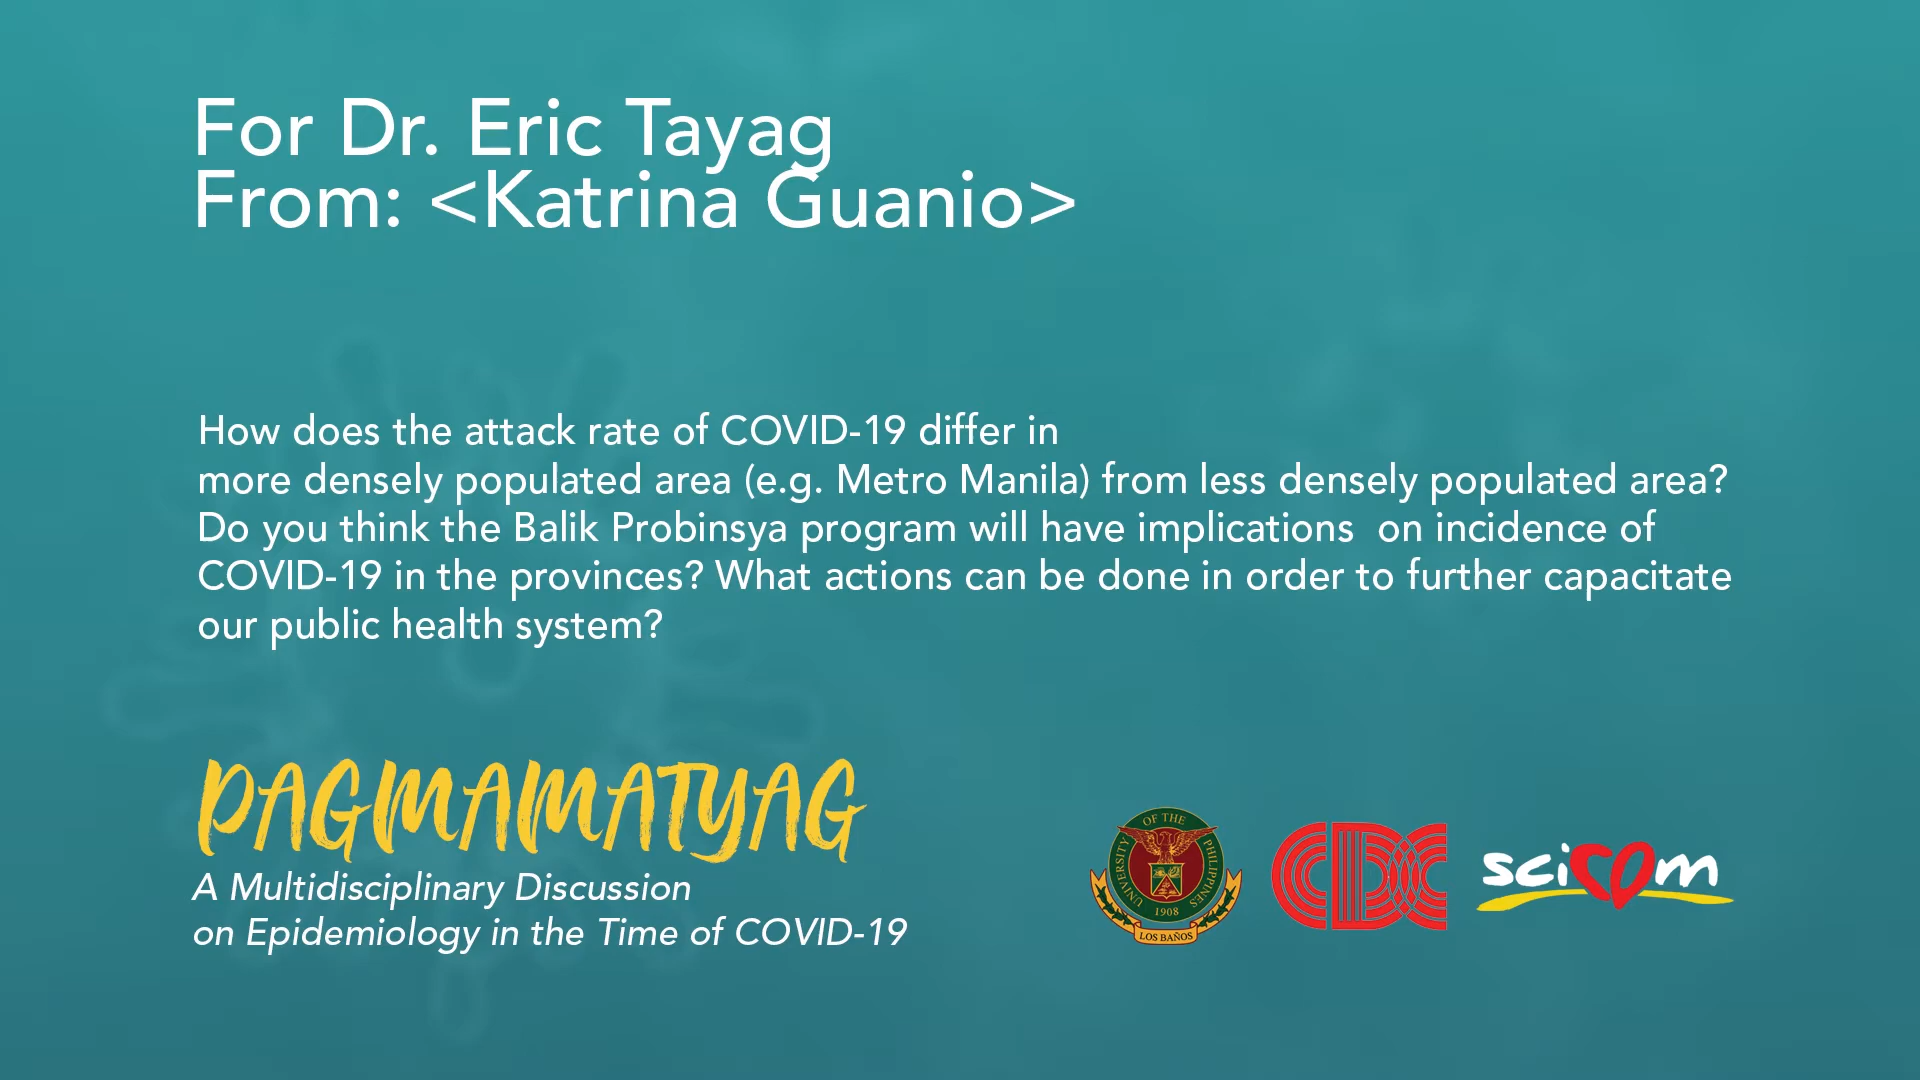 For Dr. Eric Tayag
From: <Katrina Guanio>
How does the attack rate of COVID-19 differ in
more densely populated area (e.g. Metro Manila) from less densely populated area?
Do you think the Balik Probinsya program will have implications  on incidence of
COVID-19 in the provinces? What actions can be done in order to further capacitate
our public health system?
PAGMAMATYAG
A Multidisciplinary Discussion
on Epidemiology in the Time of COVID-19
UNIVERSITY OF THE PHILIPPINES
1908
LOS BAÑOS
CDC
scicom